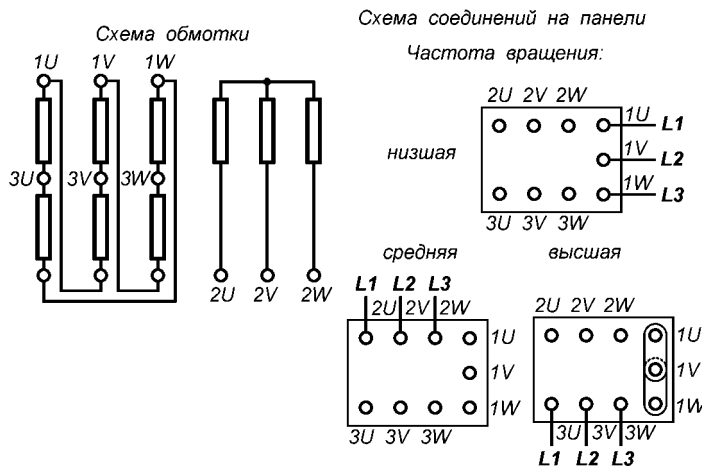 Схема обмотки
1U 1V 1W
3U 3V 3W
2U 2V 2W
Схема соединений на панели
Частота вращения:
низшая
2U 2V 2W
1U L1
1V L2
1W L3
3U 3V 3W
средняя
L1 L2 L3
2U 2V 2W
1U
1V
1W
3U 3V 3W
высшая
2U 2V 2W
1U
1V
1W
3U 3V 3W
L1 L2 L3